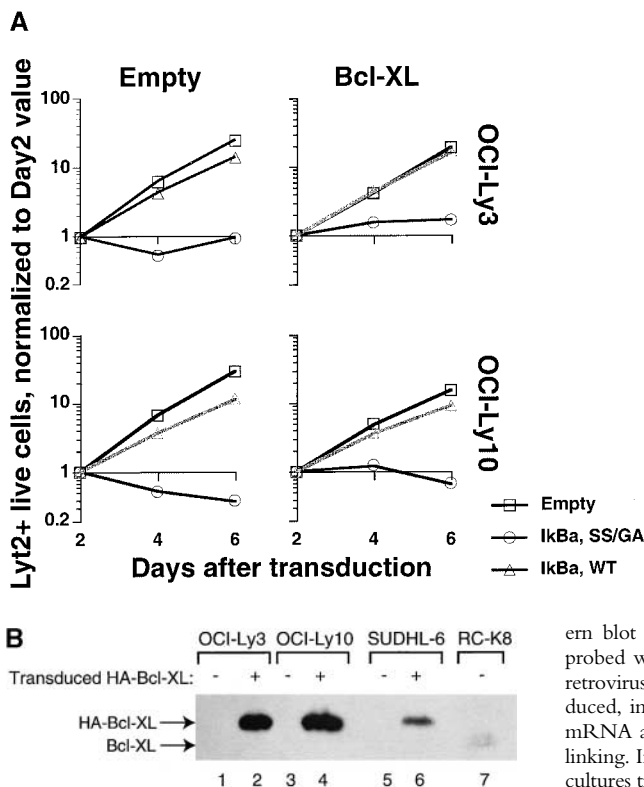 A
Empty
Bcl-XL
Lyt2+ live cells, normalized to Day2 value
100
10
1
0.2
OCI-Ly3
100
10
1
0.2
2
4
6
2
4
6
OCI-Ly10
Days after transduction
Empty
IkBa, SS/GA
IkBa, WT
B
OCI-Ly3 OCI-Ly10 SUDHL-6 RC-K8
Transduced HA-Bcl-XL: - + - + - + -
HA-Bcl-XL
Bcl-XL
1 2 3 4 5 6 7
ern blot
probed w
retrovirus
duced, in
mRNA a
linking. I
cultures t